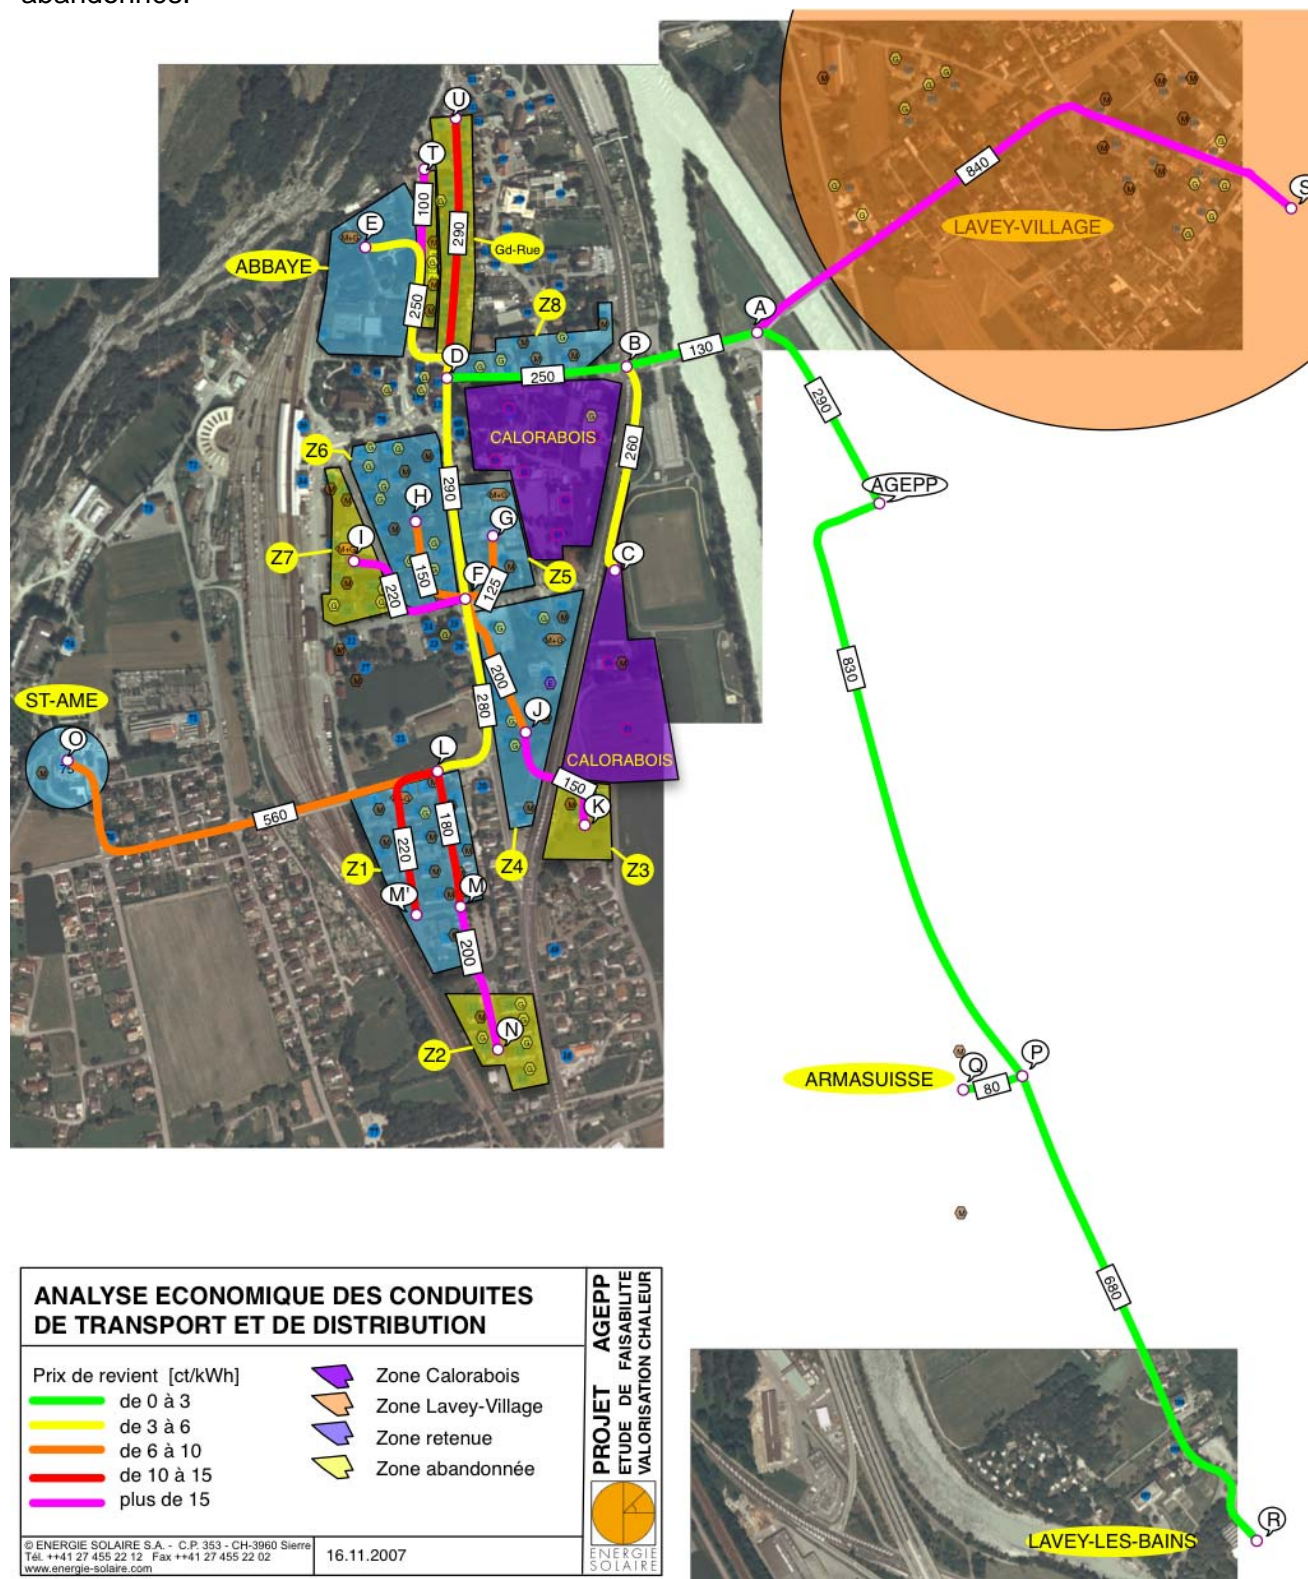 abandonnés.
U
T
E
100
290
ABBAYE
Gd-Rue
250
Z8
D
250
B
130
A
840
S
LAVEY-VILLAGE
290
AGEPP
CALORABOIS
260
Z6
290
H
G
I
Z7
150
220
F
125
Z5
C
200
280
J
ST-AME
O
75
L
CALORABOIS
150
K
560
220
180
Z1
Z4
Z3
M'
M
200
N
Z2
830
ARMASUISSE
Q
80
P
680
LAVEY-LES-BAINS
R
ANALYSE ECONOMIQUE DES CONDUITES
DE TRANSPORT ET DE DISTRIBUTION
Prix de revient [ct/kWh]
de 0 à 3
de 3 à 6
de 6 à 10
de 10 à 15
plus de 15
Zone Calorabois
Zone Lavey-Village
Zone retenue
Zone abandonnée
PROJET AGEPP
ETUDE DE FAISABILITE
VALORISATION CHALEUR
ENERGIE
SOLAIRE
© ENERGIE SOLAIRE S.A. - C.P. 353 - CH-3960 Sierre
Tél. ++41 27 455 22 12 Fax ++41 27 455 22 02
www.energie-solaire.com
16.11.2007